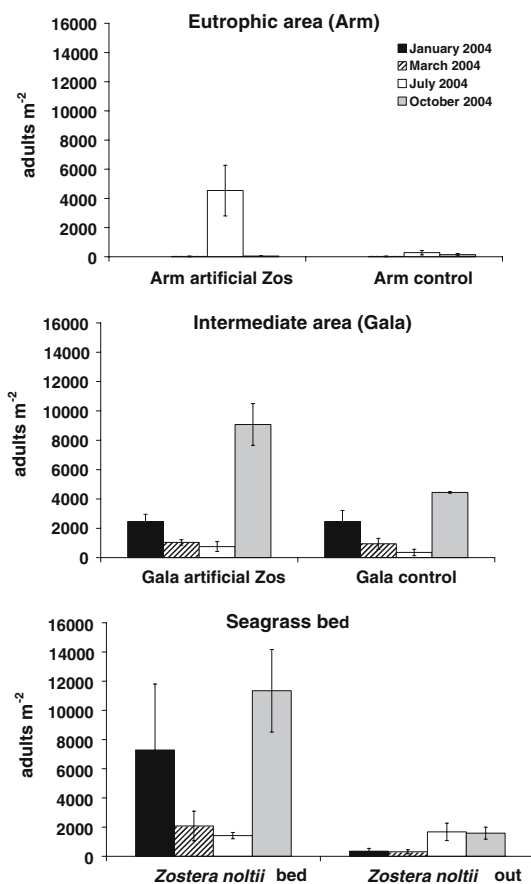 Eutrophic area (Arm)
16000
14000
12000
10000
8000
6000
4000
2000
0
adults m⁻²
January 2004
March 2004
July 2004
October 2004
Arm artificial Zos
Arm control
Intermediate area (Gala)
16000
14000
12000
10000
8000
6000
4000
2000
0
adults m⁻²
Gala artificial Zos
Gala control
Seagrass bed
16000
14000
12000
10000
8000
6000
4000
2000
0
adults m⁻²
Zostera noltii bed
Zostera noltii out